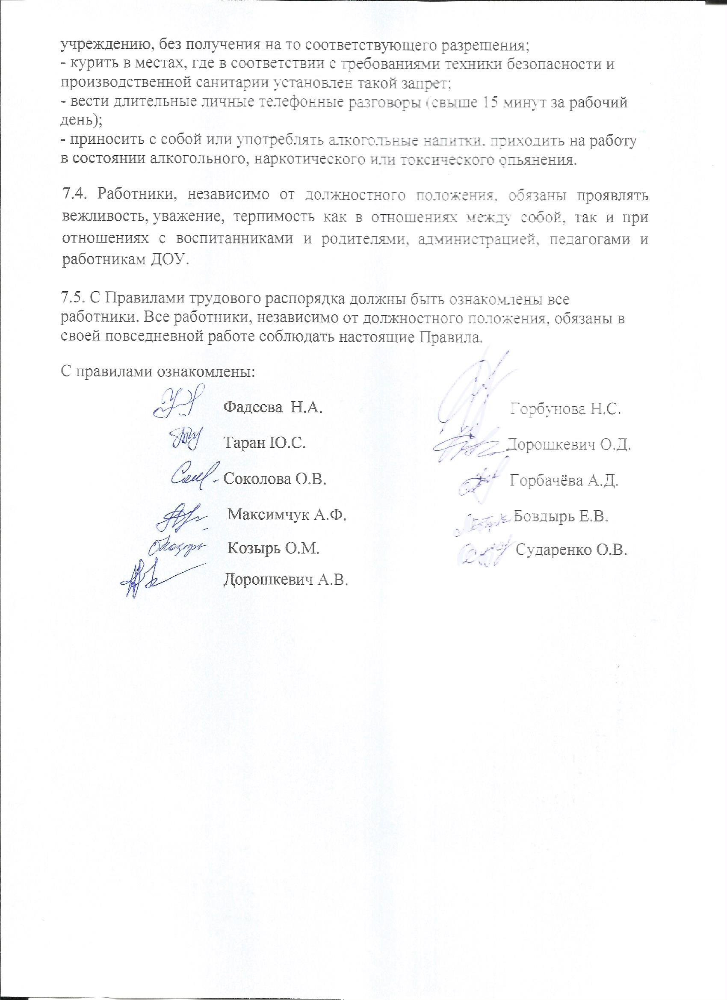 учреждению, без получения на то соответствующего разрешения;
- курить в местах, где в соответствии с требованиями техники безопасности и
производственной санитарии установлен такой запрет;
- вести длительные личные телефонные разговоры (свыше 15 минут за рабочий
день);
- приносить с собой или употреблять алкогольные напитки, приходить на работу
в состоянии алкогольного, наркотического или токсического опьянения.
7.4. Работники, независимо от должностного положения, обязаны проявлять
вежливость, уважение, терпимость как в отношениях между собой, так и при
отношениях с воспитанниками и родителями, администрацией, педагогами и
работникам ДОУ.
7.5. С Правилами трудового распорядка должны быть ознакомлены все
работники. Все работники, независимо от должностного положения, обязаны в
своей повседневной работе соблюдать настоящие Правила.
С правилами ознакомлены:
Фадеева Н.А. Горбунова Н.С.
Таран Ю.С. Дорошкевич О.Д.
Соколова О.В. Горбачёва А.Д.
Максимчук А.Ф. Бовдырь Е.В.
Козырь О.М. Сударенко О.В.
Дорошкевич А.В.